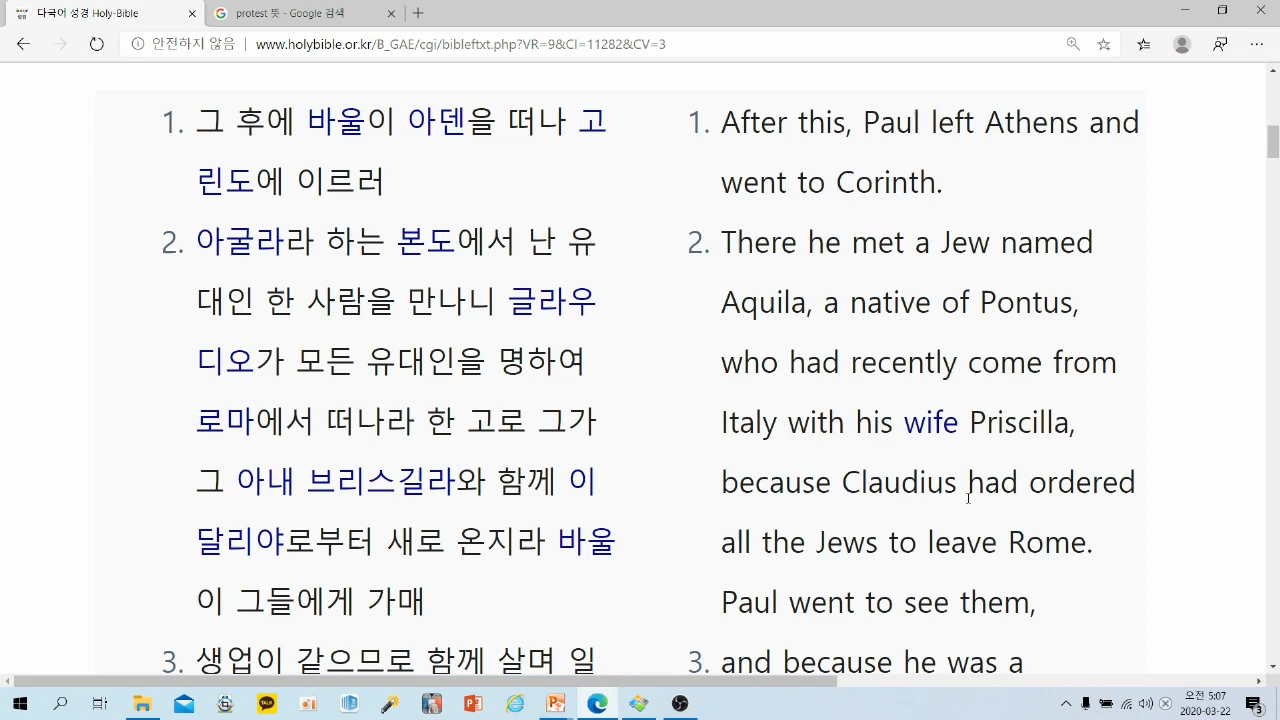 다국어 성경 Holy-Bible
protest 뜻 - Google 검색
안전하지 않음
www.holybible.or.kr/B_GAE/cgi/bibleftxt.php?VR=9&CI=11282&CV=3
1. 그 후에 바울이 아덴을 떠나 고
린도에 이르러
2. 아굴라라 하는 본도에서 난 유
대인 한 사람을 만나니 글라우
디오가 모든 유대인을 명하여
로마에서 떠나라 한 고로 그가
그 아내 브리스길라와 함께 이
달리야로부터 새로 온지라 바울
이 그들에게 가매
3. 생업이 같으므로 함께 살며 일
1. After this, Paul left Athens and
went to Corinth.
2. There he met a Jew named
Aquila, a native of Pontus,
who had recently come from
Italy with his wife Priscilla,
because Claudius had ordered
all the Jews to leave Rome.
Paul went to see them,
3. and because he was a
TALK
오전 5:07
2020-03-22
3